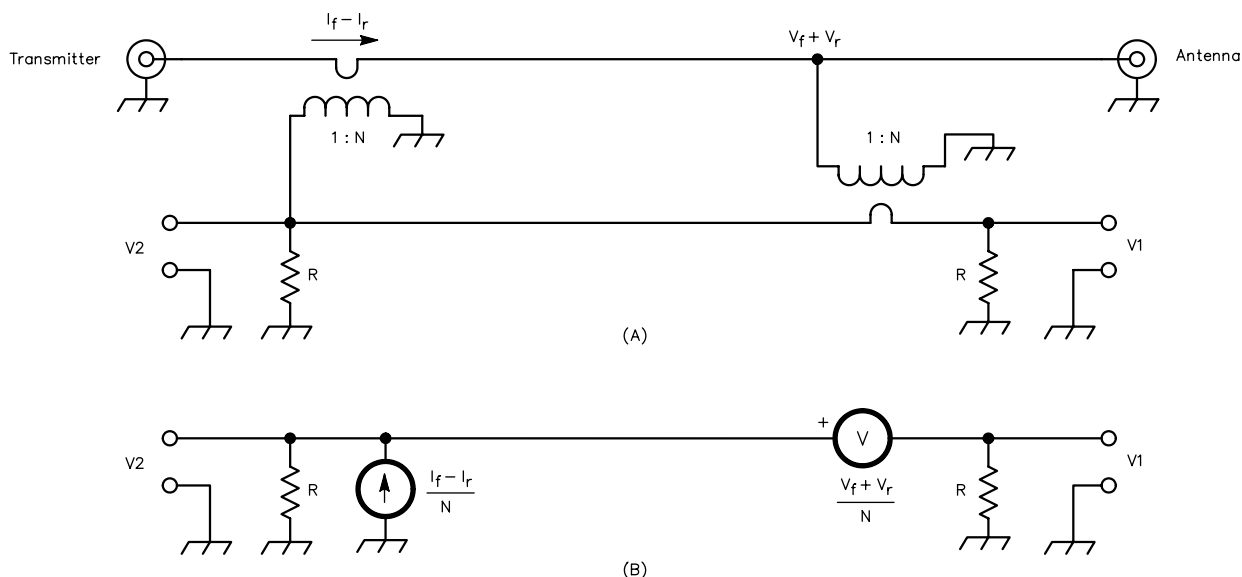 I_f – I_r
V_f + V_r
Transmitter
Antenna
1 : N
1 : N
V2
R
R
V1
(A)
+
V
V2
R
I_f – I_r
N
V_f + V_r
N
R
V1
(B)